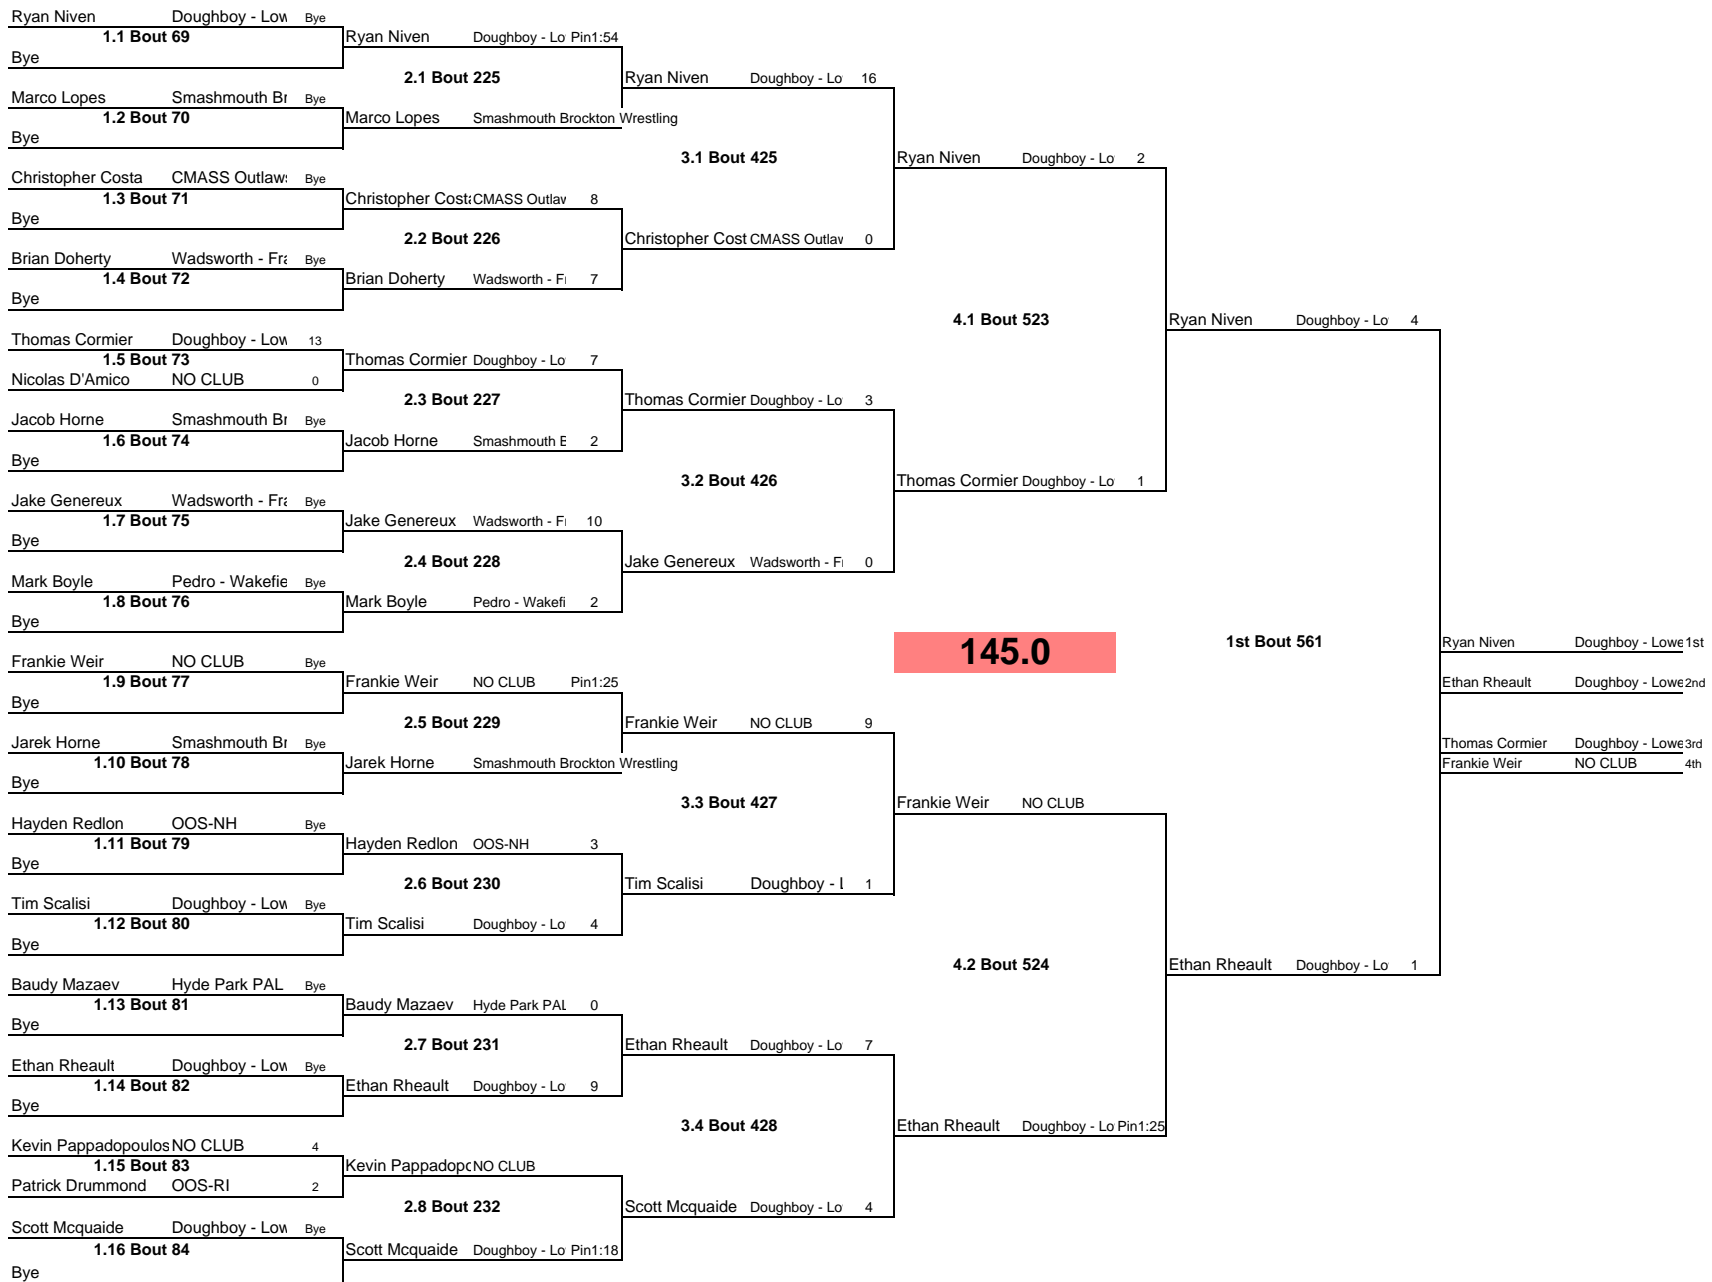 Ryan Niven Doughboy - Low Bye
1.1 Bout 69
Bye
Marco Lopes Smashmouth Br Bye
1.2 Bout 70
Bye
Christopher Costa CMASS Outlaws Bye
1.3 Bout 71
Bye
Brian Doherty Wadsworth - Fra Bye
1.4 Bout 72
Bye
Thomas Cormier Doughboy - Low 13
1.5 Bout 73
Nicolas D'Amico NO CLUB 0
Jacob Horne Smashmouth Br Bye
1.6 Bout 74
Bye
Jake Genereux Wadsworth - Fra Bye
1.7 Bout 75
Bye
Mark Boyle Pedro - Wakefie Bye
1.8 Bout 76
Bye
Frankie Weir NO CLUB Bye
1.9 Bout 77
Bye
Jarek Horne Smashmouth Br Bye
1.10 Bout 78
Bye
Hayden Redlon OOS-NH Bye
1.11 Bout 79
Bye
Tim Scalisi Doughboy - Low Bye
1.12 Bout 80
Bye
Baudy Mazaev Hyde Park PAL Bye
1.13 Bout 81
Bye
Ethan Rheault Doughboy - Low Bye
1.14 Bout 82
Bye
Kevin Pappadopoulos NO CLUB 4
1.15 Bout 83
Patrick Drummond OOS-RI 2
Scott Mcquaide Doughboy - Low Bye
1.16 Bout 84
Bye
Ryan Niven Doughboy - Lo Pin1:54
2.1 Bout 225
Marco Lopes Smashmouth Brockton Wrestling
Christopher Costa CMASS Outlaw 8
2.2 Bout 226
Brian Doherty Wadsworth - Fr 7
Thomas Cormier Doughboy - Lo 7
2.3 Bout 227
Jacob Horne Smashmouth B 2
Jake Genereux Wadsworth - Fr 10
2.4 Bout 228
Mark Boyle Pedro - Wakefi 2
Frankie Weir NO CLUB Pin1:25
2.5 Bout 229
Jarek Horne Smashmouth Brockton Wrestling
Hayden Redlon OOS-NH 3
2.6 Bout 230
Tim Scalisi Doughboy - Lo 4
Baudy Mazaev Hyde Park PAL 0
2.7 Bout 231
Ethan Rheault Doughboy - Lo 9
Kevin Pappadopo NO CLUB
2.8 Bout 232
Scott Mcquaide Doughboy - Lo Pin1:18
Ryan Niven Doughboy - Lo 16
3.1 Bout 425
Christopher Cost CMASS Outlaw 0
Thomas Cormier Doughboy - Lo 3
3.2 Bout 426
Jake Genereux Wadsworth - Fr 0
Frankie Weir NO CLUB 9
3.3 Bout 427
Tim Scalisi Doughboy - L 1
Ethan Rheault Doughboy - Lo 7
3.4 Bout 428
Scott Mcquaide Doughboy - Lo 4
Ryan Niven Doughboy - Lo 2
4.1 Bout 523
Thomas Cormier Doughboy - Lo 1
145.0
Frankie Weir NO CLUB
4.2 Bout 524
Ethan Rheault Doughboy - Lo Pin1:25
Ryan Niven Doughboy - Lo 4
1st Bout 561
Ethan Rheault Doughboy - Lo 1
Ryan Niven Doughboy - Lowe 1st
Ethan Rheault Doughboy - Lowe 2nd
Thomas Cormier Doughboy - Lowe 3rd
Frankie Weir NO CLUB 4th